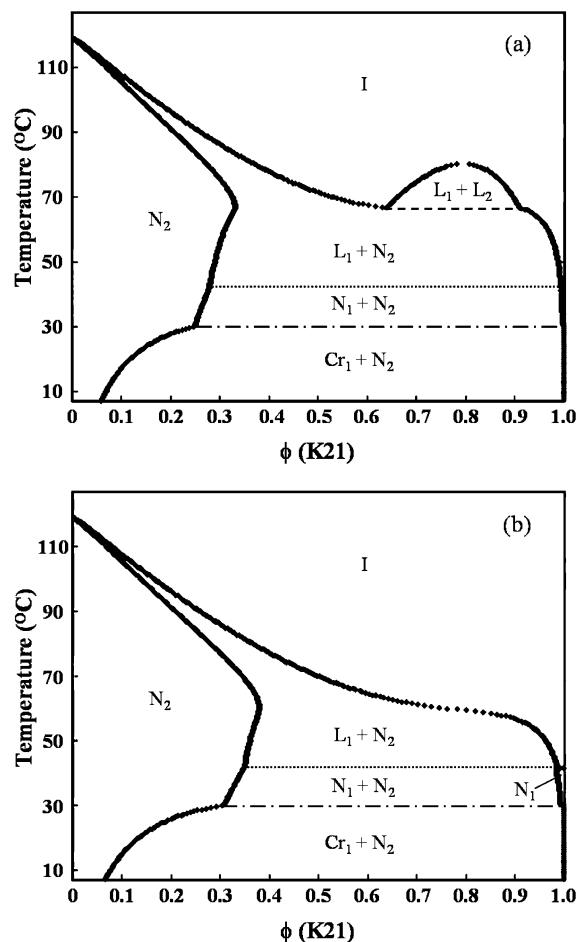 (a)
110
I
90
Temperature (°C)
70
L₁ + L₂
N₂
L₁ + N₂
50
N₁ + N₂
30
Cr₁ + N₂
10
0 0.1 0.2 0.3 0.4 0.5 0.6 0.7 0.8 0.9 1.0
ϕ (K21)
(b)
110
I
90
Temperature (°C)
70
N₂
L₁ + N₂
50
N₁ + N₂
N₁
30
Cr₁ + N₂
10
0 0.1 0.2 0.3 0.4 0.5 0.6 0.7 0.8 0.9 1.0
ϕ (K21)